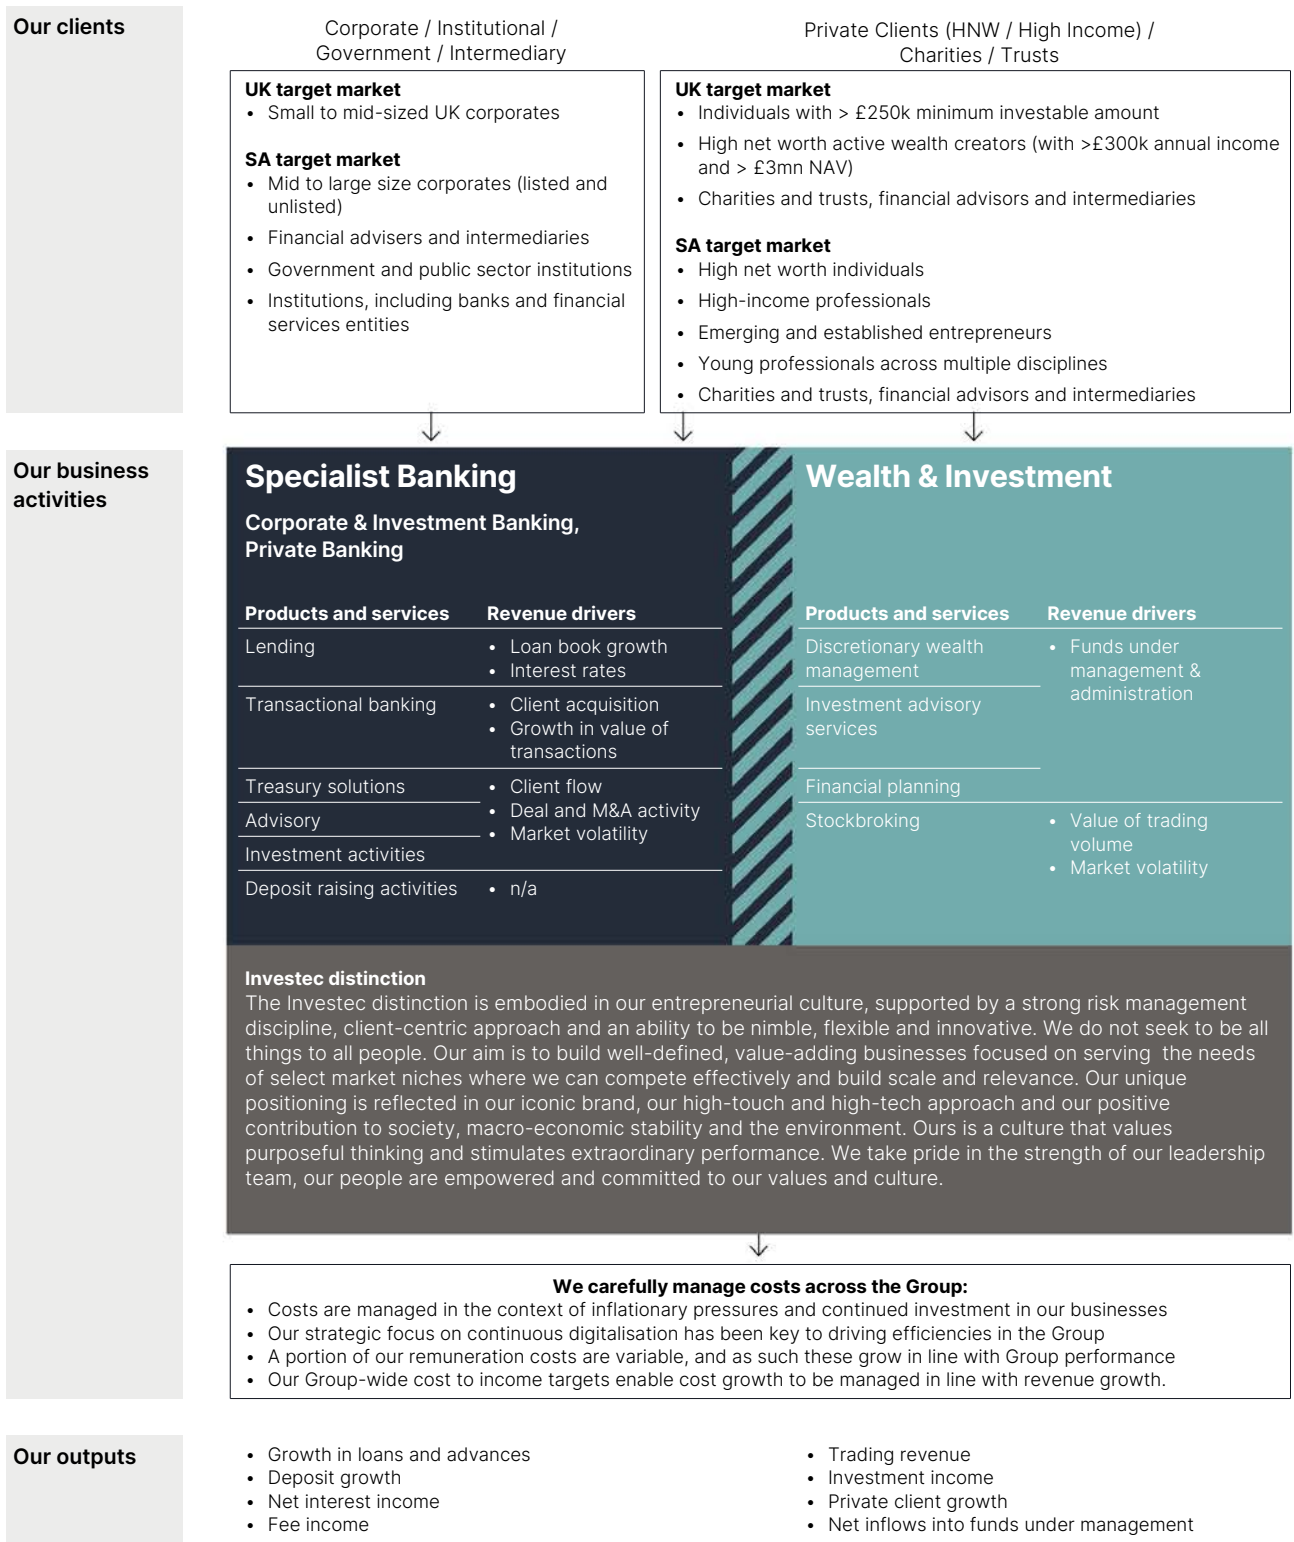 Our clients
Corporate / Institutional /
Government / Intermediary
UK target market
• Small to mid-sized UK corporates
SA target market
• Mid to large size corporates (listed and
unlisted)
• Financial advisers and intermediaries
• Government and public sector institutions
• Institutions, including banks and financial
services entities
Private Clients (HNW / High Income) /
Charities / Trusts
UK target market
• Individuals with > £250k minimum investable amount
• High net worth active wealth creators (with >£300k annual income
and > £3mn NAV)
• Charities and trusts, financial advisors and intermediaries
SA target market
• High net worth individuals
• High-income professionals
• Emerging and established entrepreneurs
• Young professionals across multiple disciplines
• Charities and trusts, financial advisors and intermediaries
Our business
activities
Specialist Banking
Corporate & Investment Banking,
Private Banking
Products and services Revenue drivers
Lending • Loan book growth
• Interest rates
Transactional banking • Client acquisition
• Growth in value of
transactions
Treasury solutions • Client flow
• Deal and M&A activity
Advisory
• Market volatility
Investment activities
Deposit raising activities • n/a
Wealth & Investment
Products and services Revenue drivers
Discretionary wealth • Funds under
management management &
administration
Investment advisory
services
Financial planning
Stockbroking • Value of trading
volume
• Market volatility
Investec distinction
The Investec distinction is embodied in our entrepreneurial culture, supported by a strong risk management
discipline, client-centric approach and an ability to be nimble, flexible and innovative. We do not seek to be all
things to all people. Our aim is to build well-defined, value-adding businesses focused on serving the needs
of select market niches where we can compete effectively and build scale and relevance. Our unique
positioning is reflected in our iconic brand, our high-touch and high-tech approach and our positive
contribution to society, macro-economic stability and the environment. Ours is a culture that values
purposeful thinking and stimulates extraordinary performance. We take pride in the strength of our leadership
team, our people are empowered and committed to our values and culture.
We carefully manage costs across the Group:
• Costs are managed in the context of inflationary pressures and continued investment in our businesses
• Our strategic focus on continuous digitalisation has been key to driving efficiencies in the Group
• A portion of our remuneration costs are variable, and as such these grow in line with Group performance
• Our Group-wide cost to income targets enable cost growth to be managed in line with revenue growth.
Our outputs
• Growth in loans and advances
• Deposit growth
• Net interest income
• Fee income
• Trading revenue
• Investment income
• Private client growth
• Net inflows into funds under management